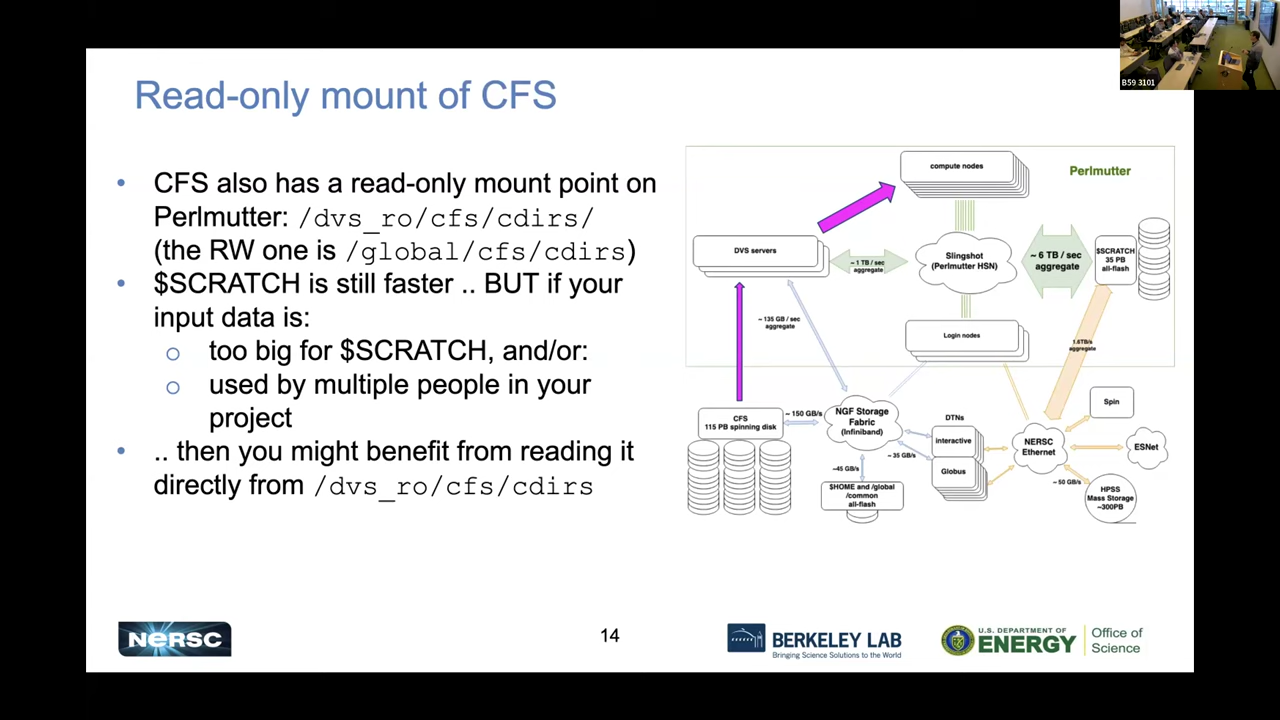 B59 3101
Read-only mount of CFS
• CFS also has a read-only mount point on
Perlmutter: /dvs_ro/cfs/cdirs/
(the RW one is /global/cfs/cdirs)
• $SCRATCH is still faster .. BUT if your
input data is:
o too big for $SCRATCH, and/or:
o used by multiple people in your
project
• .. then you might benefit from reading it
directly from /dvs_ro/cfs/cdirs
compute nodes
Perlmutter
DVS servers
~ 1 TB / sec
aggregate
Slingshot
(Perlmutter HSN)
~ 6 TB / sec
aggregate
$SCRATCH
35 PB
all-flash
~ 135 GB / sec
aggregate
Login nodes
1.6TB/s
aggregate
CFS
115 PB spinning disk
~ 150 GB/s
NGF Storage
Fabric
(Infiniband)
DTNs
interactive
Globus
~ 35 GB/s
NERSC
Ethernet
Spin
ESNet
~45 GB/s
$HOME and /global
/common
all-flash
~ 50 GB/s
HPSS
Mass Storage
~300PB
NERSC
14
BERKELEY LAB
Bringing Science Solutions to the World
U.S. DEPARTMENT OF
ENERGY
Office of
Science